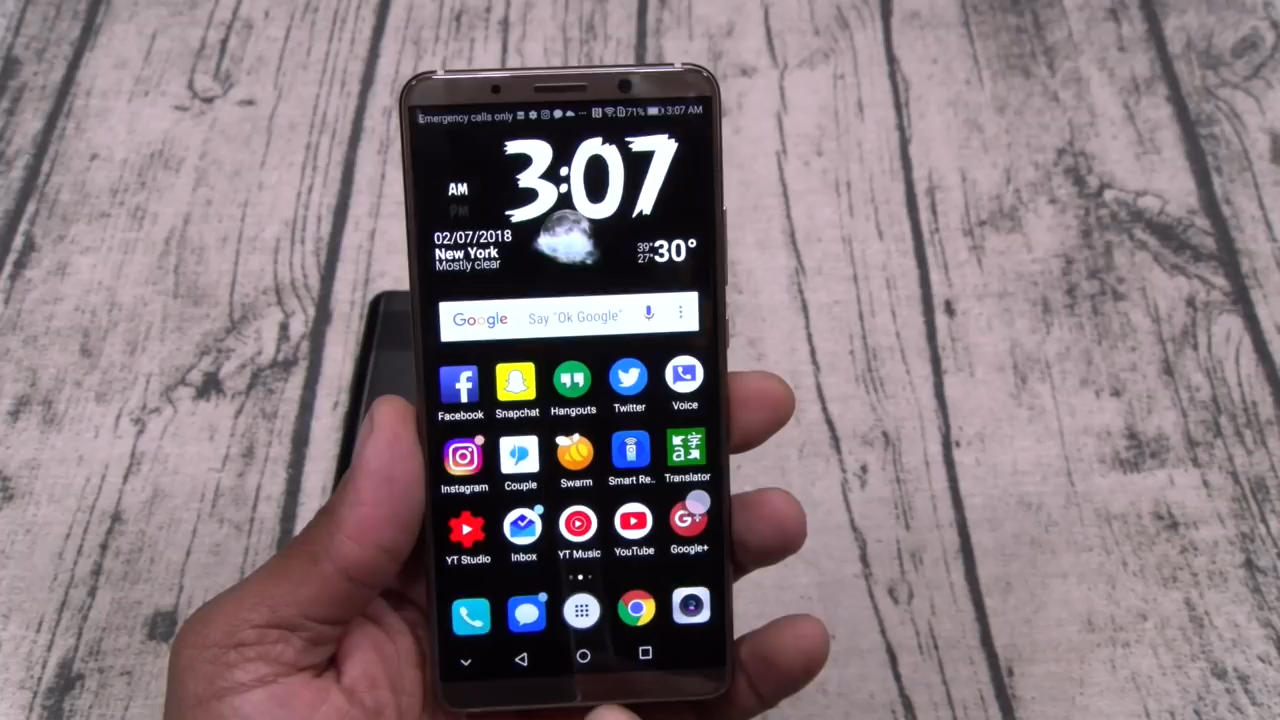 Emergency calls only 71% 3:07 AM
3:07
AM
PM
02/07/2018
New York
Mostly clear
39°
27°
30°
Google Say "Ok Google"
Facebook Snapchat Hangouts Twitter Voice
字
a
Instagram Couple Swarm Smart Re.. Translator
G+
YT Studio Inbox YT Music YouTube Google+